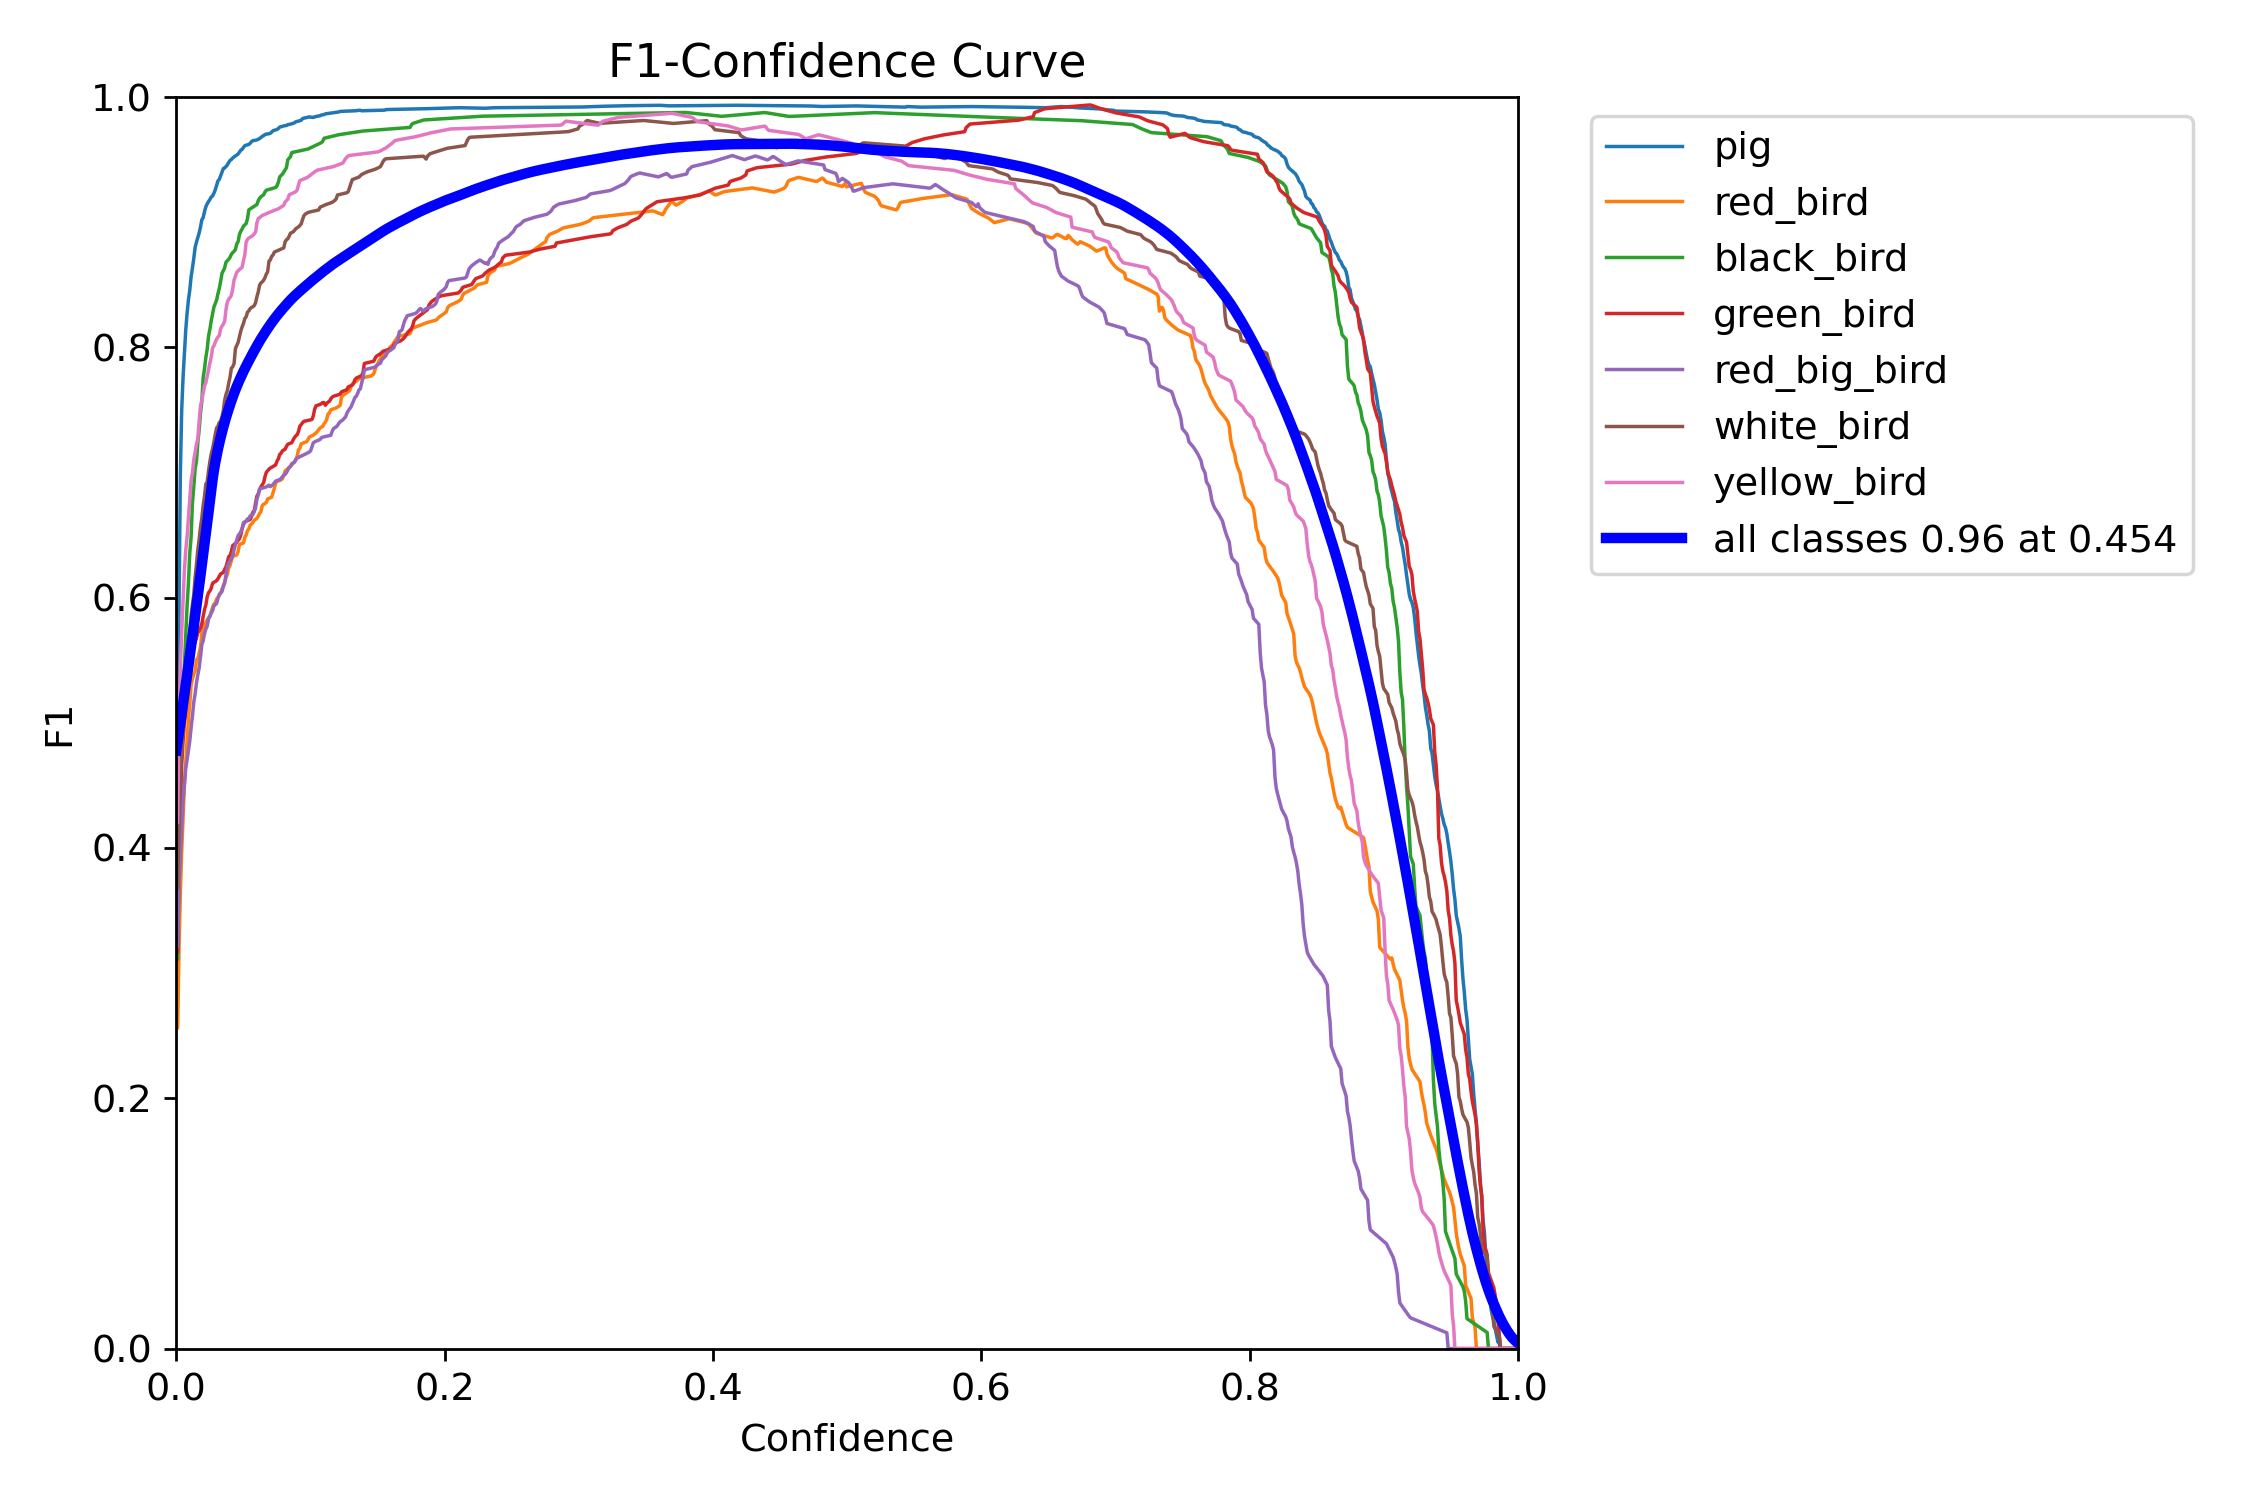 F1-Confidence Curve
1.0
0.8
0.6
0.4
0.2
0.0
F1
0.0 0.2 0.4 0.6 0.8 1.0
Confidence
pig
red_bird
black_bird
green_bird
red_big_bird
white_bird
yellow_bird
all classes 0.96 at 0.454